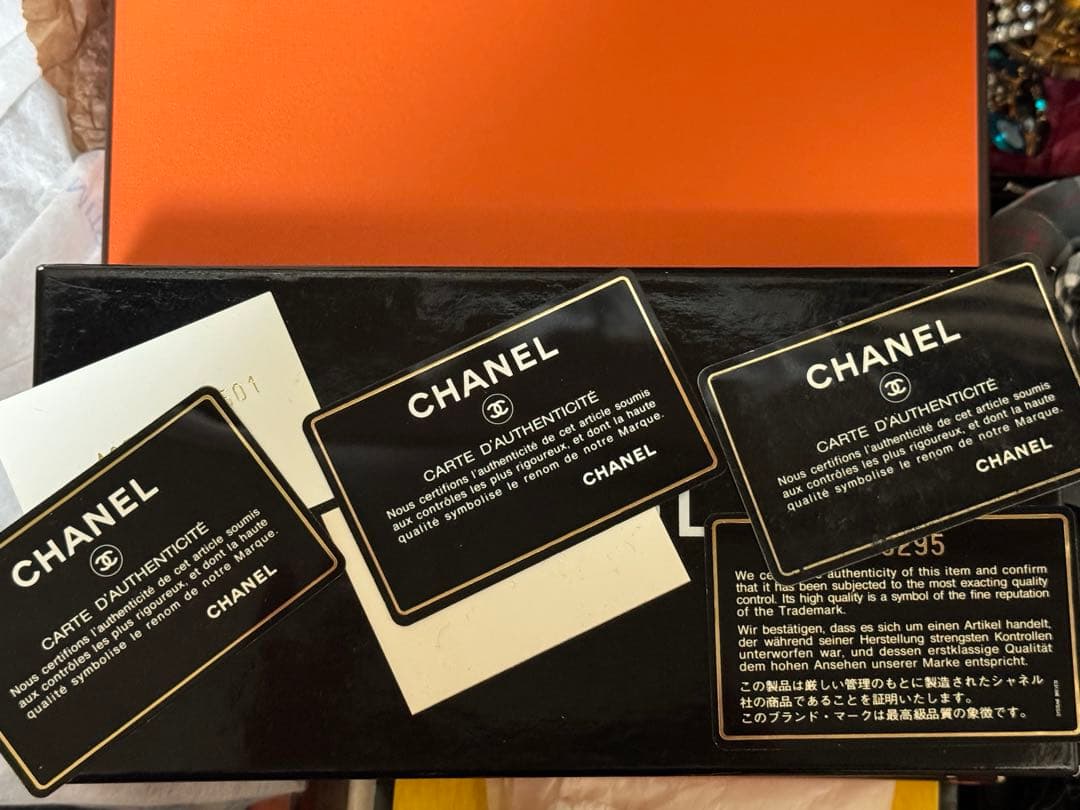 601
CHANEL
CARTE D'AUTHENTICITÉ
Nous certifions l'authenticité de cet article soumis
aux contrôles les plus rigoureux, et dont la haute
qualité symbolise le renom de notre Marque.
CHANEL
CHANEL
CARTE D'AUTHENTICITÉ
Nous certifions l'authenticité de cet article soumis
aux contrôles les plus rigoureux, et dont la haute
qualité symbolise le renom de notre Marque.
CHANEL
CHANEL
CARTE D'AUTHENTICITÉ
Nous certifions l'authenticité de cet article soumis
aux contrôles les plus rigoureux, et dont la haute
qualité symbolise le renom de notre Marque.
CHANEL
L
295
We authenticity of this item and confirm
that it has been subjected to the most exacting quality
control. Its high quality is a symbol of the fine reputation
of the Trademark.
Wir bestätigen, dass es sich um einen Artikel handelt,
der während seiner Herstellung strengsten Kontrollen
unterworfen war, und dessen erstklassige Qualität
dem hohen Ansehen unserer Marke entspricht.
この製品は厳しい管理のもとに製造されたシャネル
社の商品であることを証明いたします。
このブランド・マークは最高級品質の象徴です。